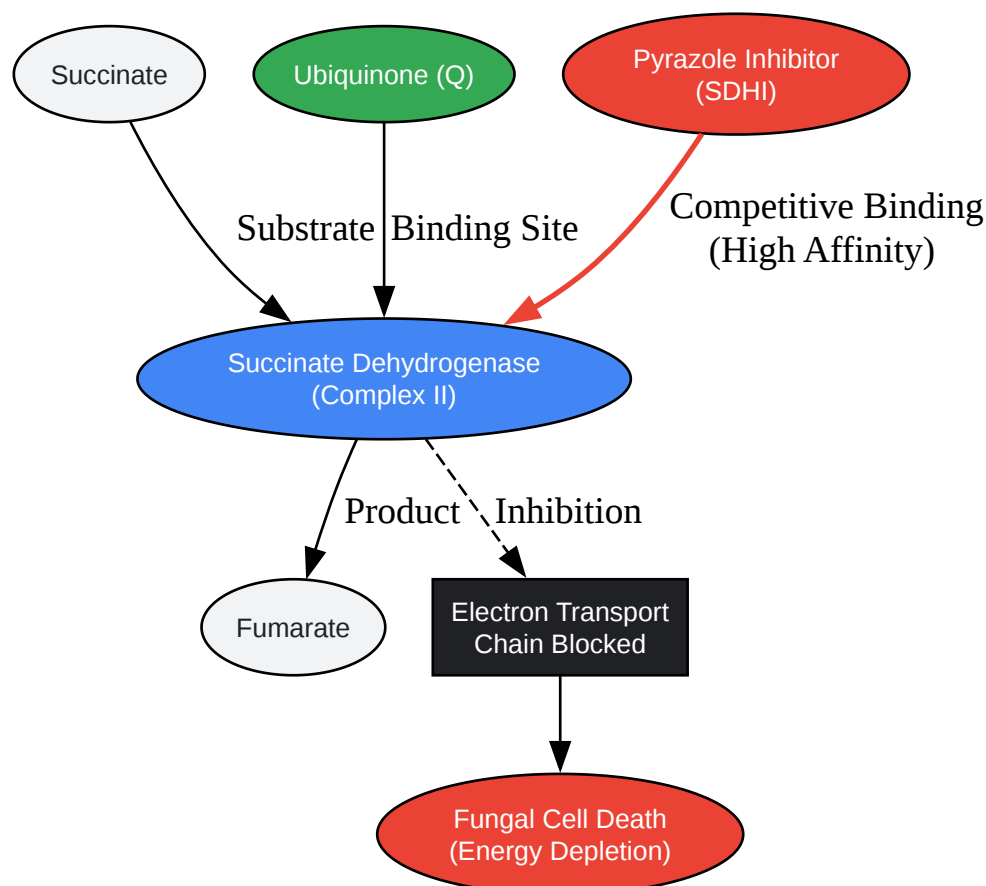 Succinate
Ubiquinone (Q)
Pyrazole Inhibitor
(SDHI)
Substrate
Binding Site
Competitive Binding
(High Affinity)
Succinate Dehydrogenase
(Complex II)
Product
Inhibition
Fumarate
Electron Transport
Chain Blocked
Fungal Cell Death
(Energy Depletion)